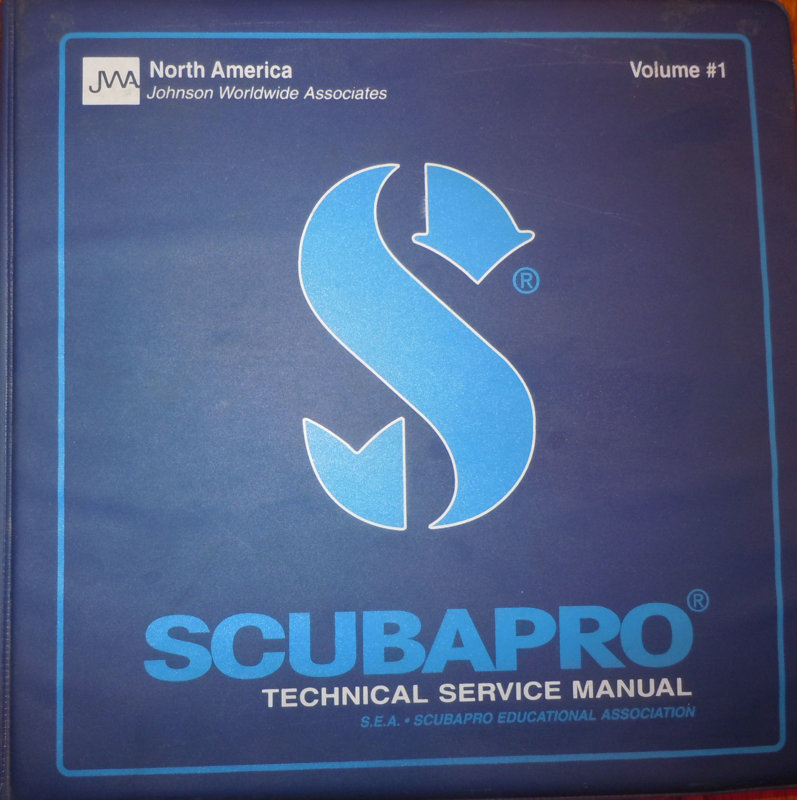 JWA North America Volume #1
Johnson Worldwide Associates
®
SCUBAPRO®
TECHNICAL SERVICE MANUAL
S.E.A. • SCUBAPRO EDUCATIONAL ASSOCIATION